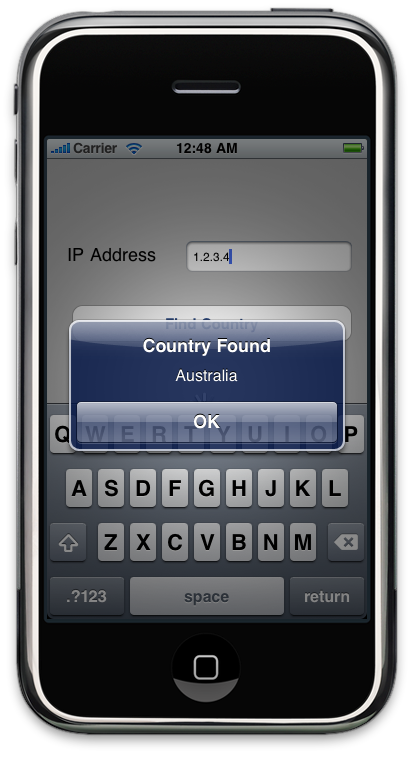 Carrier 12:48 AM
IP Address 1.2.3.4
Find Country
Country Found
Australia
OK
Q W E R T Y U I O P
A S D F G H J K L
Z X C V B N M
.?123 space return